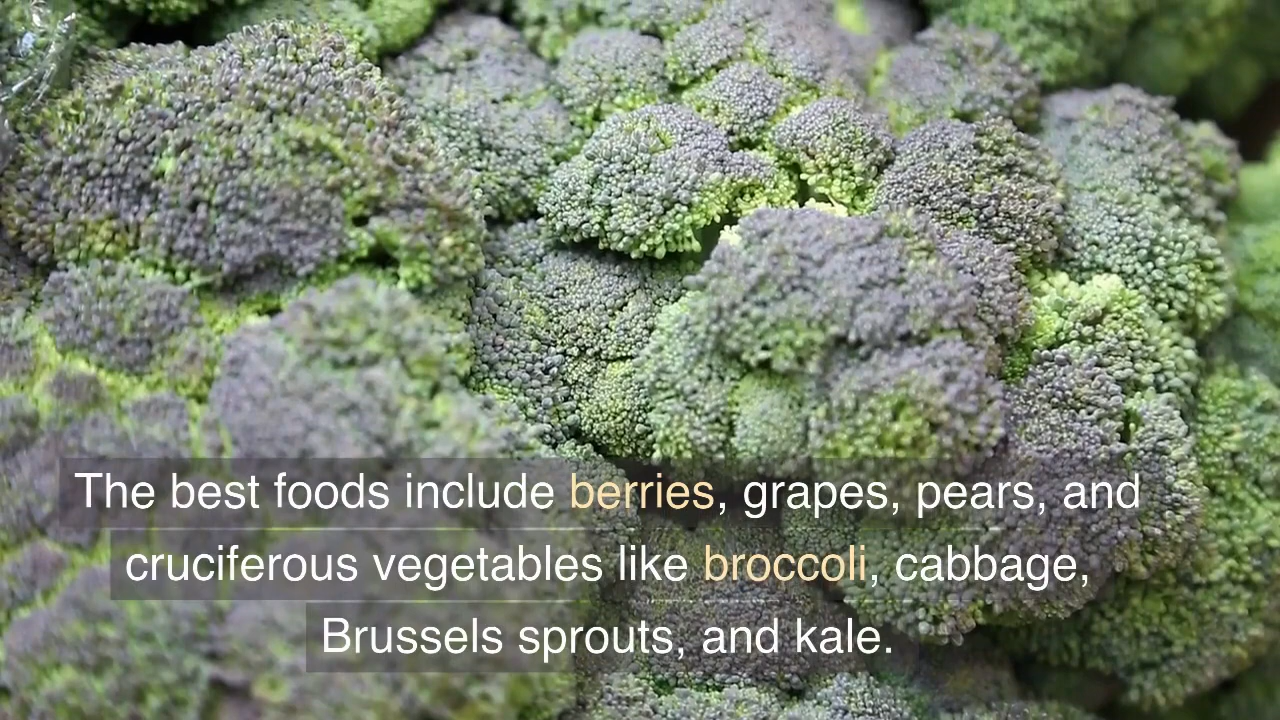 The best foods include berries, grapes, pears, and
cruciferous vegetables like broccoli, cabbage,
Brussels sprouts, and kale.